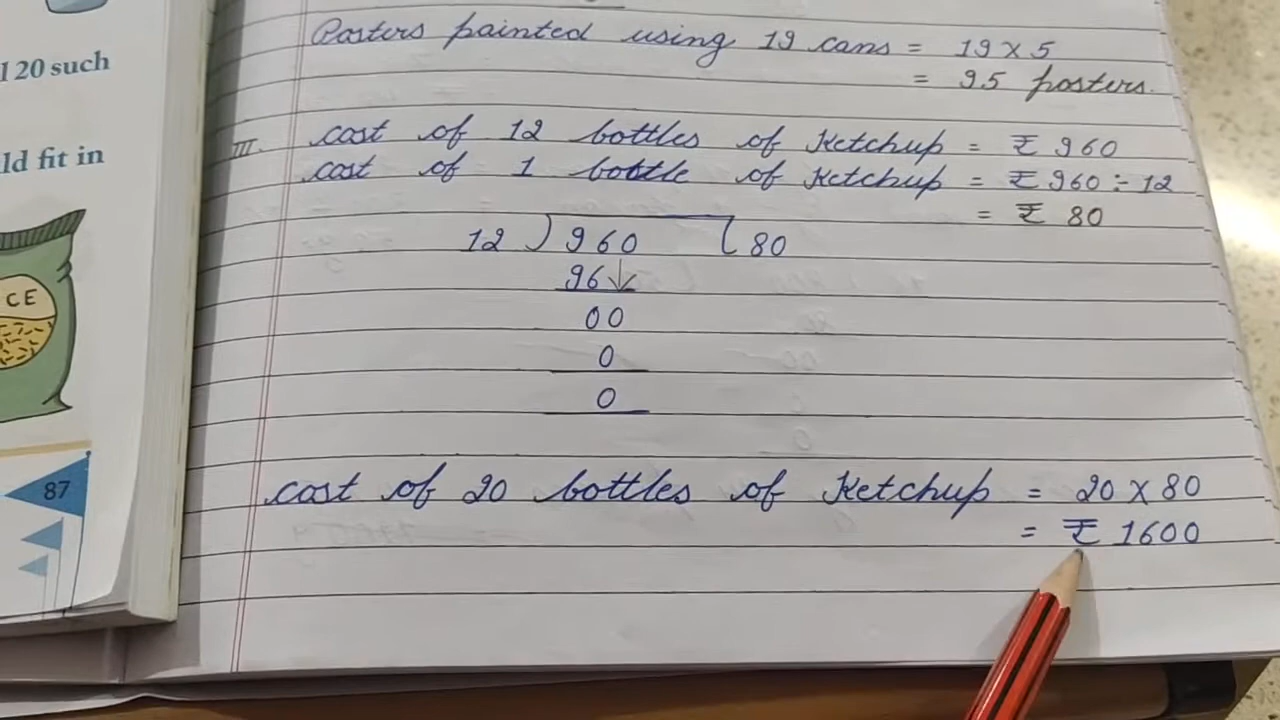 l 20 such
ld fit in
CE
87
Posters painted using 19 cans = 19 x 5
= 95 posters.
III. cost of 12 bottles of Ketchup = ₹ 960
cost of 1 bottle of Ketchup = ₹ 960 ÷ 12
= ₹ 80
12 ) 960 ( 80
96↓
00
0
0
cost of 20 bottles of Ketchup = 20 x 80
= ₹ 1600